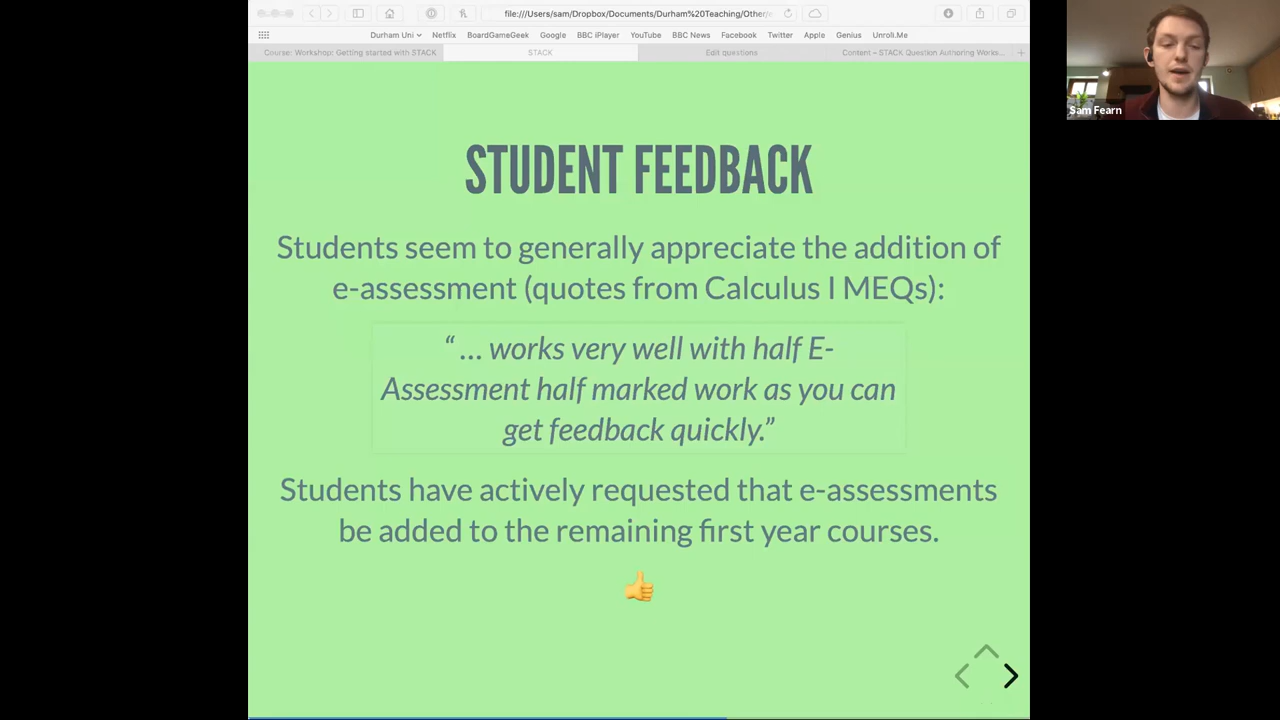 file:///Users/sam/Dropbox/Documents/Durham%20Teaching/Other/
Durham Uni Netflix BoardGameGeek Google BBC iPlayer YouTube BBC News Facebook Twitter Apple Genius Unroll.Me
Course: Workshop: Getting started with STACK STACK Edit questions Content – STACK Question Authoring Works...
Sam Fearn
STUDENT FEEDBACK
Students seem to generally appreciate the addition of
e-assessment (quotes from Calculus I MEQs):
“ … works very well with half E-
Assessment half marked work as you can
get feedback quickly.”
Students have actively requested that e-assessments
be added to the remaining first year courses.